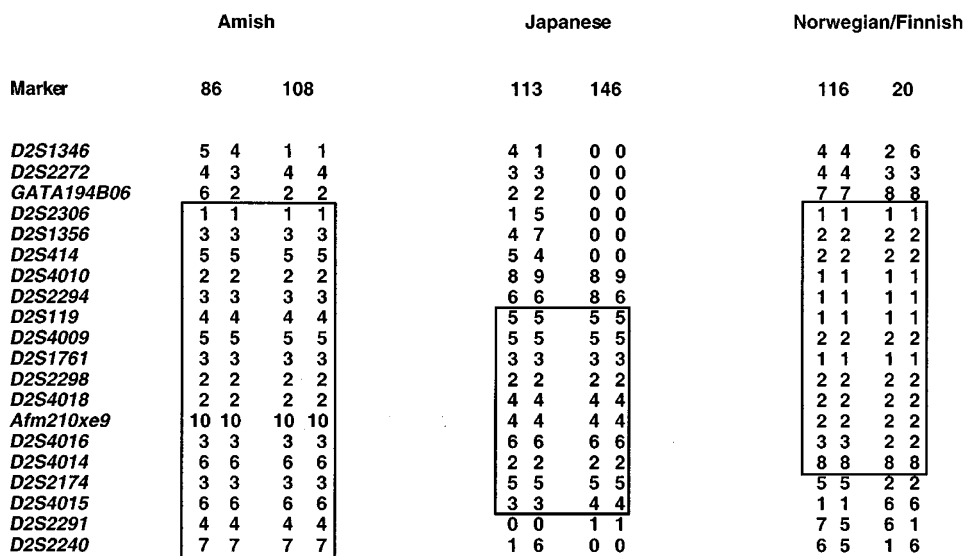 Amish Japanese Norwegian/Finnish
Marker 86 108 113 146 116 20
D2S1346 5 4 1 1 4 1 0 0 4 4 2 6
D2S2272 4 3 4 4 3 3 0 0 4 4 3 3
GATA194B06 6 2 2 2 2 2 0 0 7 7 8 8
D2S2306 1 1 1 1 1 5 0 0 1 1 1 1
D2S1356 3 3 3 3 4 7 0 0 2 2 2 2
D2S414 5 5 5 5 5 4 0 0 2 2 2 2
D2S4010 2 2 2 2 8 9 8 9 1 1 1 1
D2S2294 3 3 3 3 6 6 8 6 1 1 1 1
D2S119 4 4 4 4 5 5 5 5 1 1 1 1
D2S4009 5 5 5 5 5 5 5 5 2 2 2 2
D2S1761 3 3 3 3 3 3 3 3 1 1 1 1
D2S2298 2 2 2 2 2 2 2 2 2 2 2 2
D2S4018 2 2 2 2 4 4 4 4 2 2 2 2
Afm210xe9 10 10 10 10 4 4 4 4 2 2 2 2
D2S4016 3 3 3 3 6 6 6 6 3 3 2 2
D2S4014 6 6 6 6 2 2 2 2 8 8 8 8
D2S2174 3 3 3 3 5 5 5 5 5 5 2 2
D2S4015 6 6 6 6 3 3 4 4 1 1 6 6
D2S2291 4 4 4 4 0 0 1 1 7 5 6 1
D2S2240 7 7 7 7 1 6 0 0 6 5 1 6